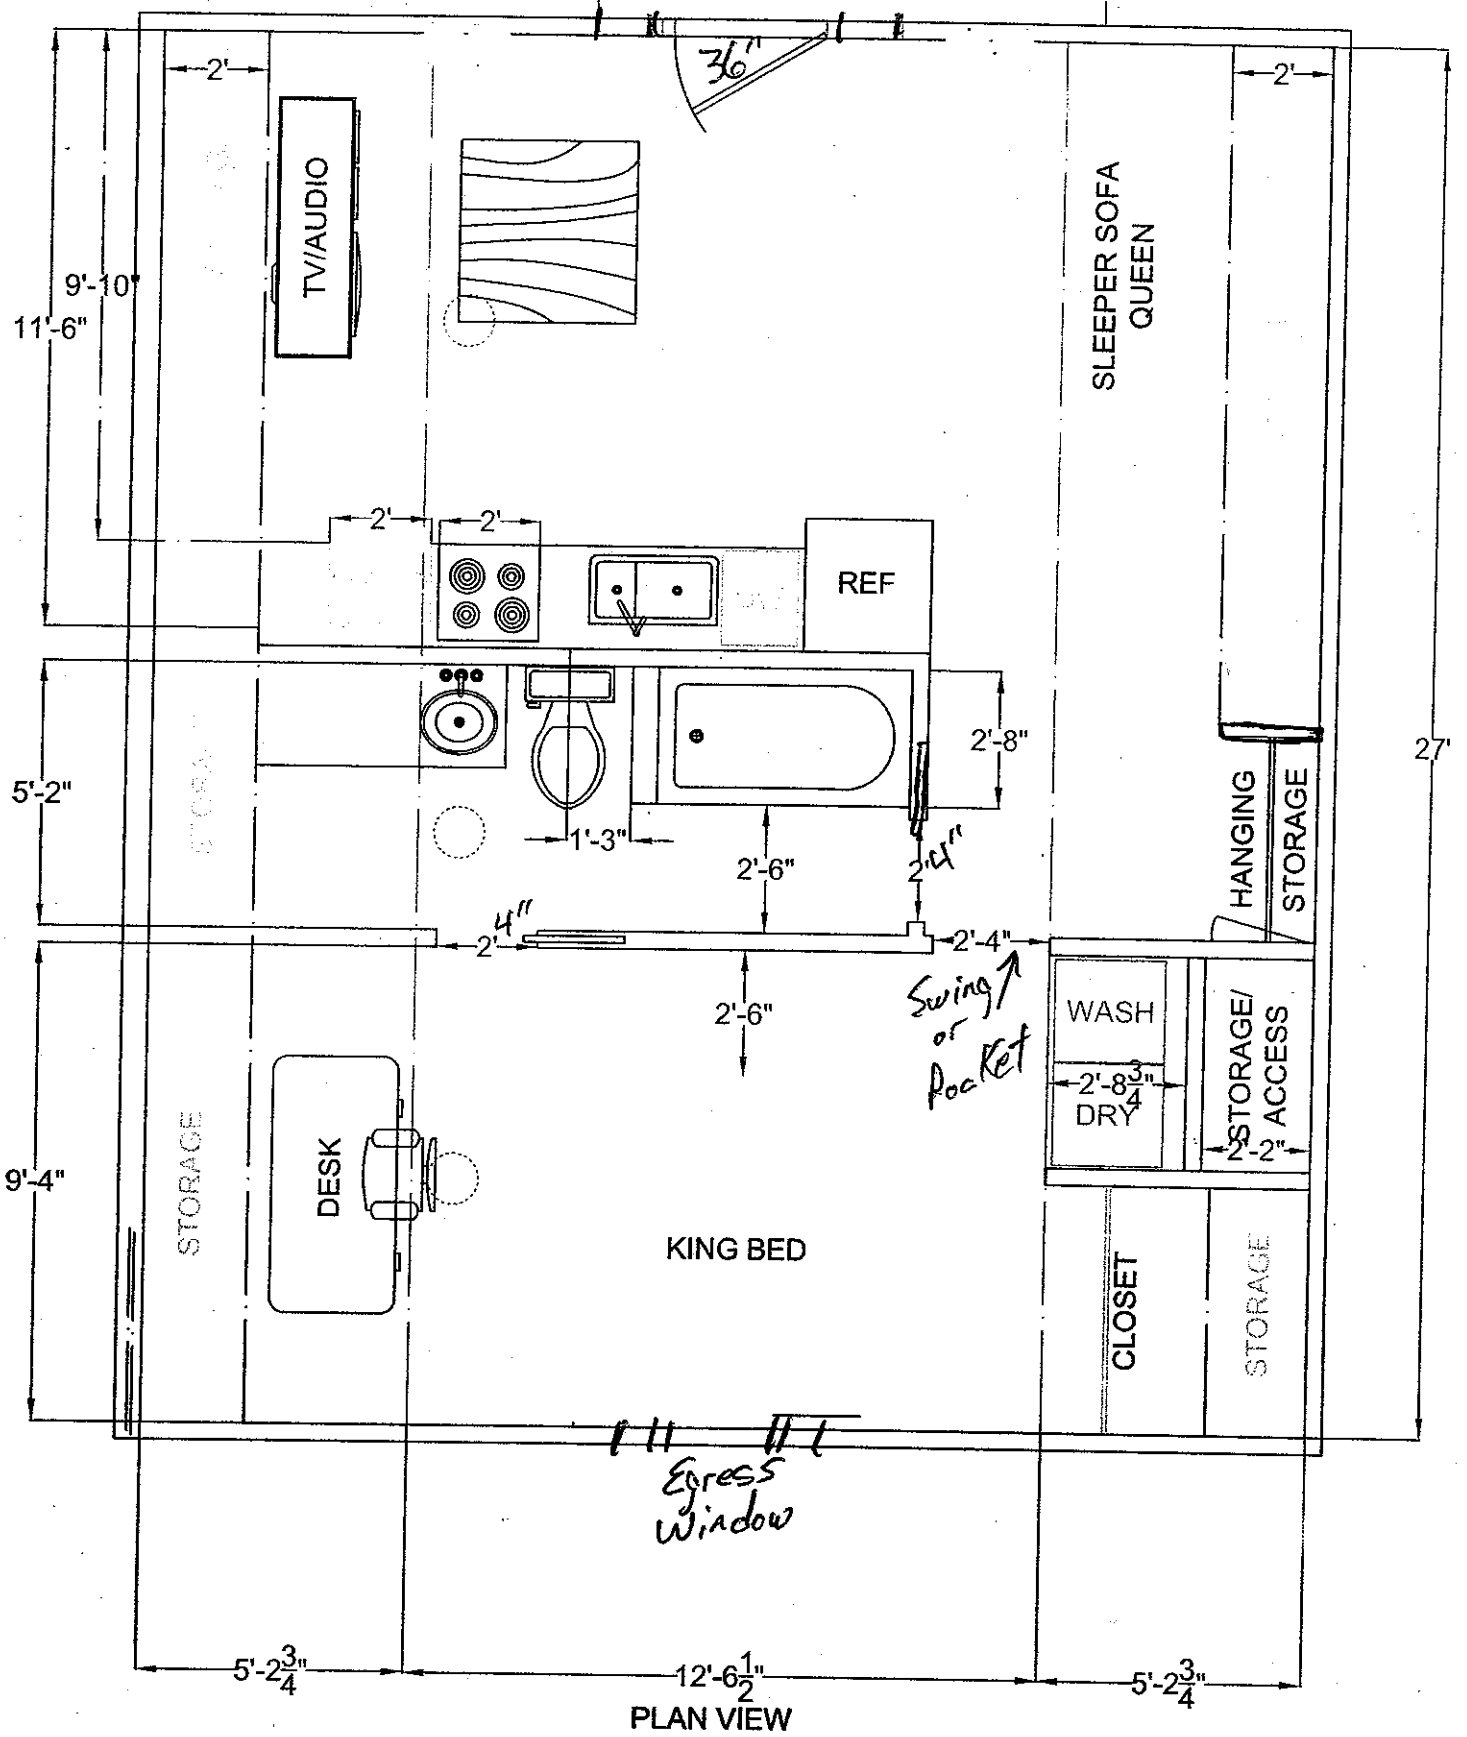 36"
2'
2'
TV/AUDIO
SLEEPER SOFA
QUEEN
9'-10
11'-6"
2'
2'
REF
2'-8"
27'
5'-2"
1'-3"
2'-6"
2'4"
HANGING
STORAGE
2' 4"
2'-4"
Swing
or
Pocket
2'-6"
WASH
2'-8 3/4"
DRY
STORAGE/
ACCESS
2'-2"
STORAGE
DESK
9'-4"
KING BED
CLOSET
STORAGE
Egress
Window
5'-2 3/4"
12'-6 1/2"
5'-2 3/4"
PLAN VIEW